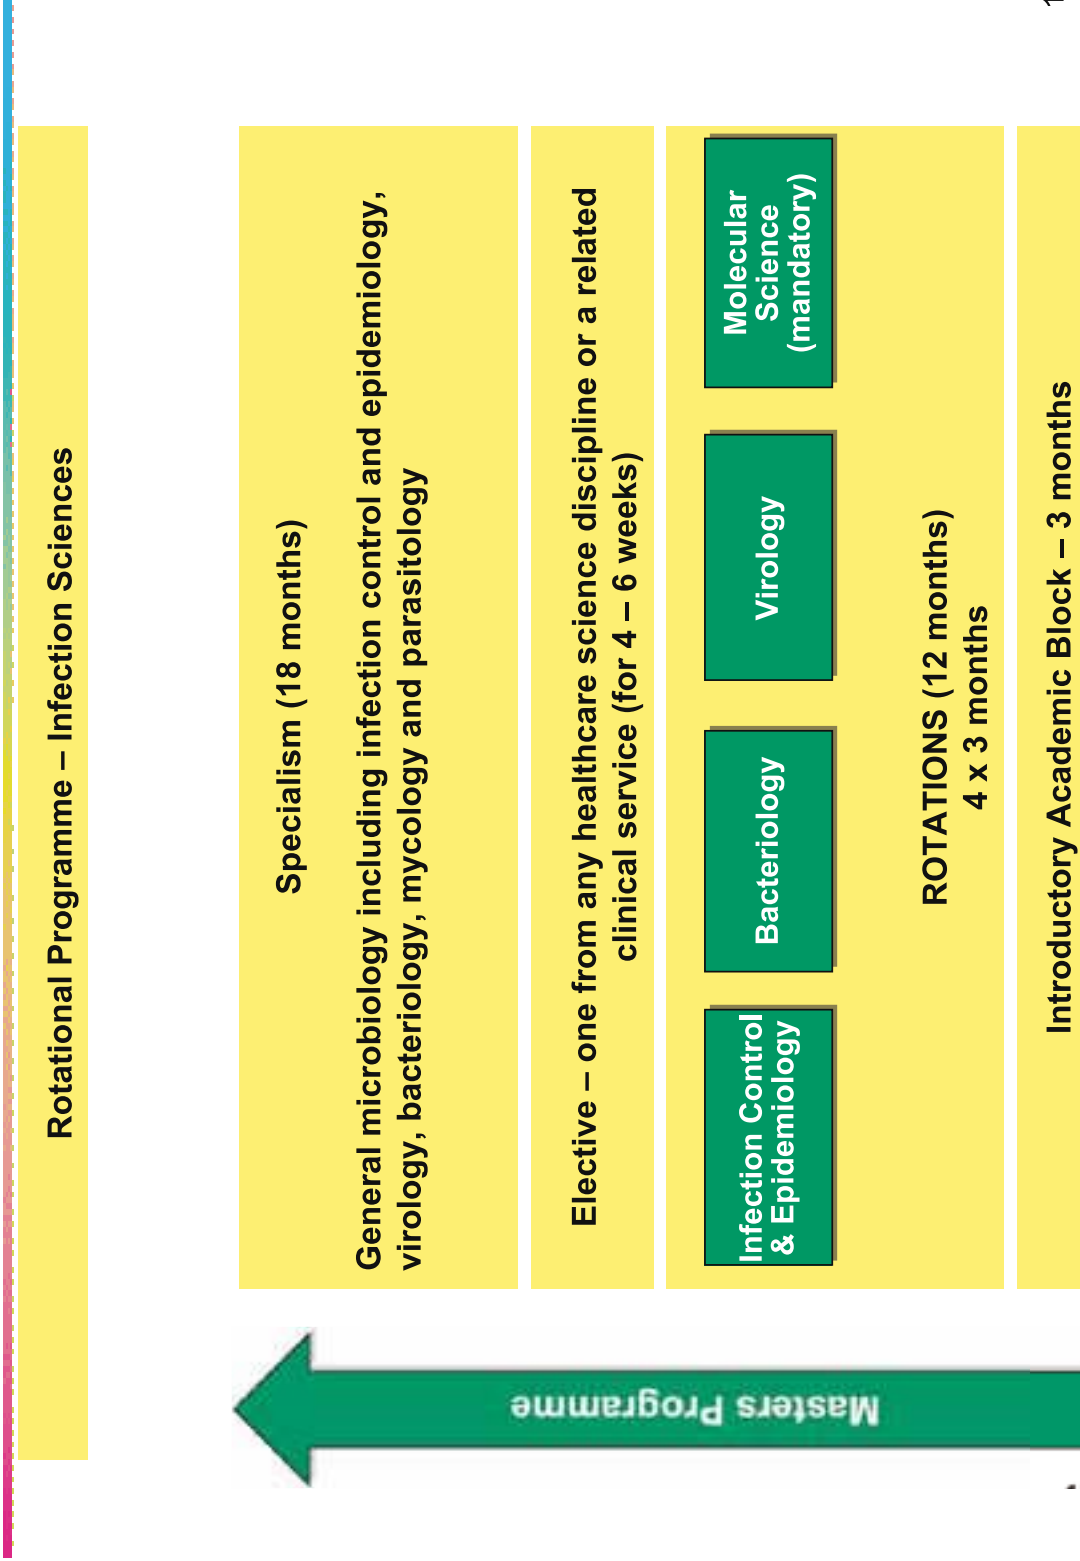 Rotational Programme – Infection Sciences
Specialism (18 months)
General microbiology including infection control and epidemiology,
virology, bacteriology, mycology and parasitology
Elective – one from any healthcare science discipline or a related
clinical service (for 4 – 6 weeks)
Infection Control
& Epidemiology
Bacteriology
Virology
Molecular
Science
(mandatory)
ROTATIONS (12 months)
4 x 3 months
Introductory Academic Block – 3 months
Masters Programme